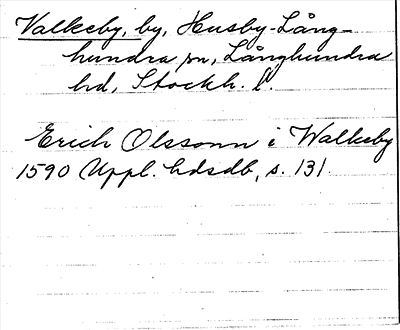 Valkeby, by, Husby-Lång-
hundra sn, Långhundra
hd, Stockh. l.
Erich Olssonn i Walkeby
1590 Uppl. hdsdb, s. 131.